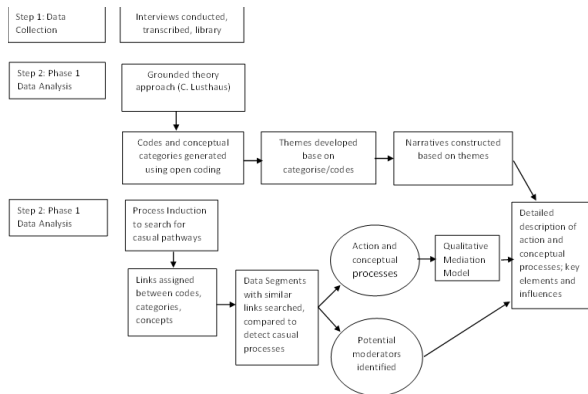 Step 1: Data
Collection
Interviews conducted,
transcribed, library
Step 2: Phase 1
Data Analysis
Grounded theory
approach (C. Lusthaus)
Codes and conceptual
categories generated
using open coding
Themes developed
base on
categorise/codes
Narratives constructed
based on themes
Step 2: Phase 1
Data Analysis
Process Induction
to search for
casual pathways
Links assigned
between codes,
categories,
concepts
Data Segments
with similar
links searched,
compared to
detect casual
processes
Action and
conceptual
processes
Qualitative
Mediation
Model
Potential
moderators
identified
Detailed
description of
action and
conceptual
processes; key
elements and
influences